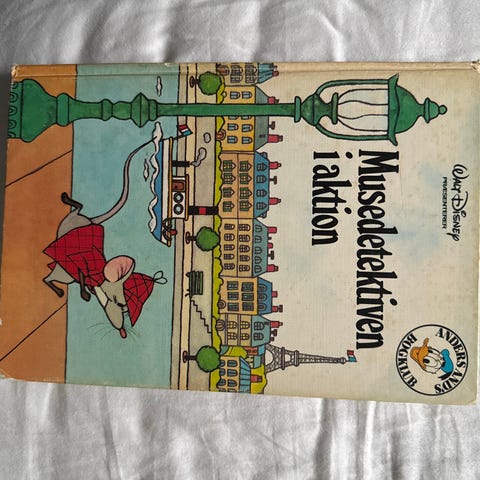 Walt Disney
PRÆSENTERER
Musedetektiven
i aktion
ANDERS AND'S
BOGKLUB